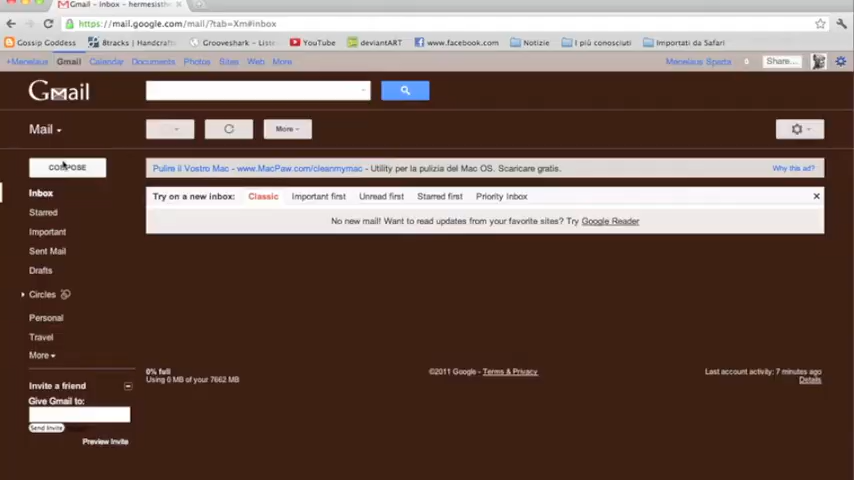 Gmail - Inbox - hermesisth
https://mail.google.com/mail/?tab=Xm#inbox
Gossip Goddess 8tracks | Handcraft Grooveshark - Liste YouTube deviantART www.facebook.com Notizie I più conosciuti Importati da Safari
+Menelaus Gmail Calendar Documents Photos Sites Web More Menelaus Sparta 0 Share...
Gmail
Mail
More
COMPOSE
Pulire il Vostro Mac - www.MacPaw.com/cleanmymac - Utility per la pulizia del Mac OS. Scaricare gratis. Why this ad?
Inbox
Try on a new inbox: Classic Important first Unread first Starred first Priority Inbox
Starred
No new mail! Want to read updates from your favorite sites? Try Google Reader
Important
Sent Mail
Drafts
Circles
Personal
Travel
More
0% full
Using 0 MB of your 7662 MB
©2011 Google - Terms & Privacy
Last account activity: 7 minutes ago
Details
Invite a friend
Give Gmail to:
Send Invite
Preview Invite